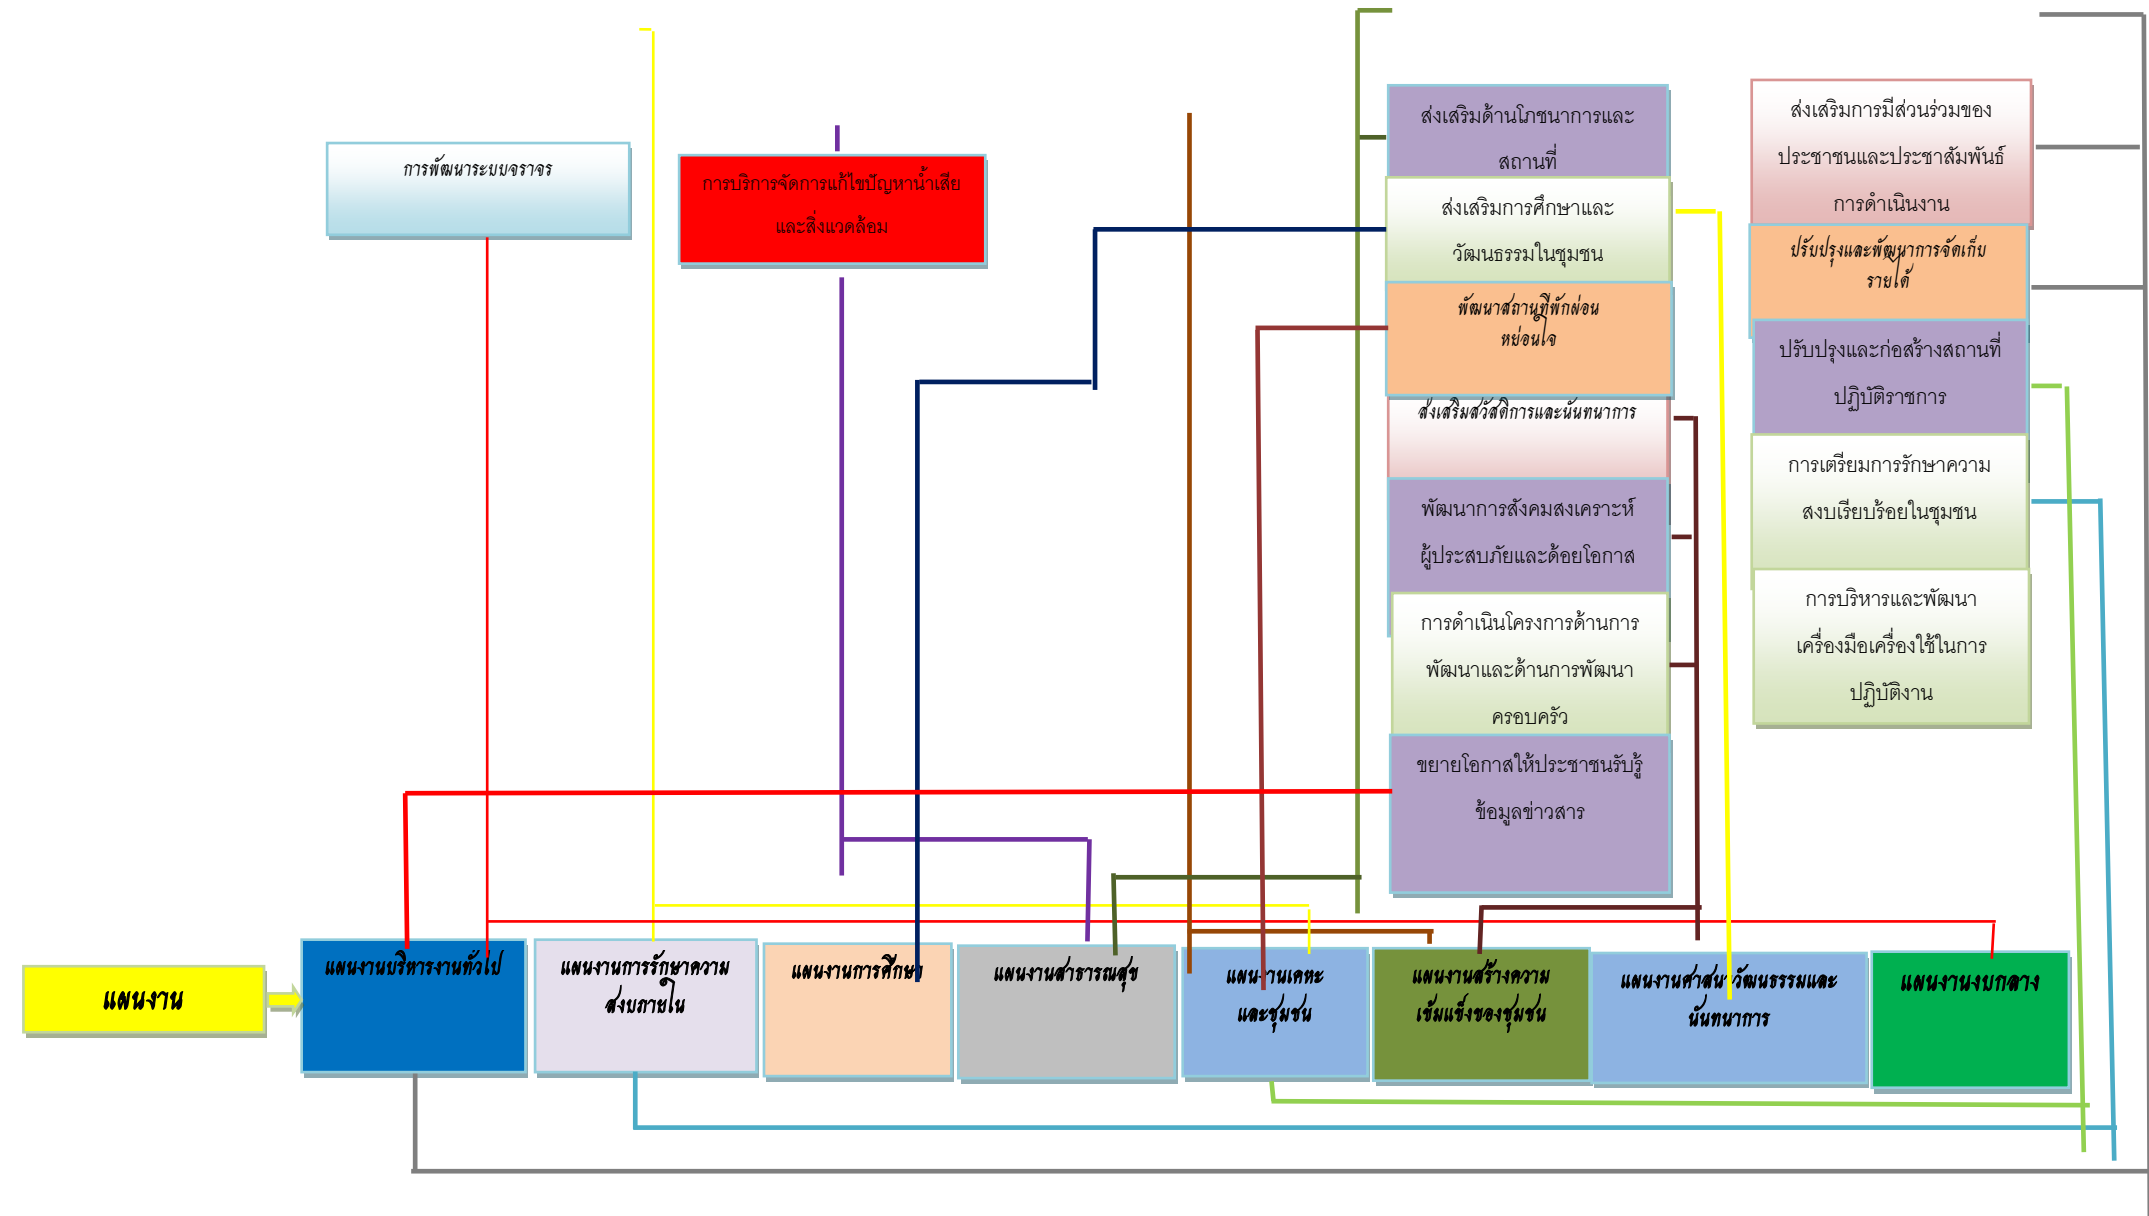 การพัฒนาระบบจราจร
การบริการจัดการแก้ไขปัญหาน้ำเสีย
และสิ่งแวดล้อม
ส่งเสริมด้านโภชนาการและ
สถานที่
ส่งเสริมการศึกษาและ
วัฒนธรรมในชุมชน
พัฒนาสถานที่พักผ่อน
หย่อนใจ
ส่งเสริมสวัสดิการและนันทนาการ
พัฒนาการสังคมสงเคราะห์
ผู้ประสบภัยและด้อยโอกาส
การดำเนินโครงการด้านการ
พัฒนาและด้านการพัฒนา
ครอบครัว
ขยายโอกาสให้ประชาชนรับรู้
ข้อมูลข่าวสาร
ส่งเสริมการมีส่วนร่วมของ
ประชาชนและประชาสัมพันธ์
การดำเนินงาน
ปรับปรุงและพัฒนาการจัดเก็บ
รายได้
ปรับปรุงและก่อสร้างสถานที่
ปฏิบัติราชการ
การเตรียมการรักษาความ
สงบเรียบร้อยในชุมชน
การบริหารและพัฒนา
เครื่องมือเครื่องใช้ในการ
ปฏิบัติงาน
แผนงาน
แผนงานบริหารงานทั่วไป
แผนงานการรักษาความ
สงบภายใน
แผนงานการศึกษา
แผนงานสาธารณสุข
แผนงานเคหะ
และชุมชน
แผนงานสร้างความ
เข้มแข็งของชุมชน
แผนงานศาสนาวัฒนธรรมและ
นันทนาการ
แผนงานงบกลาง